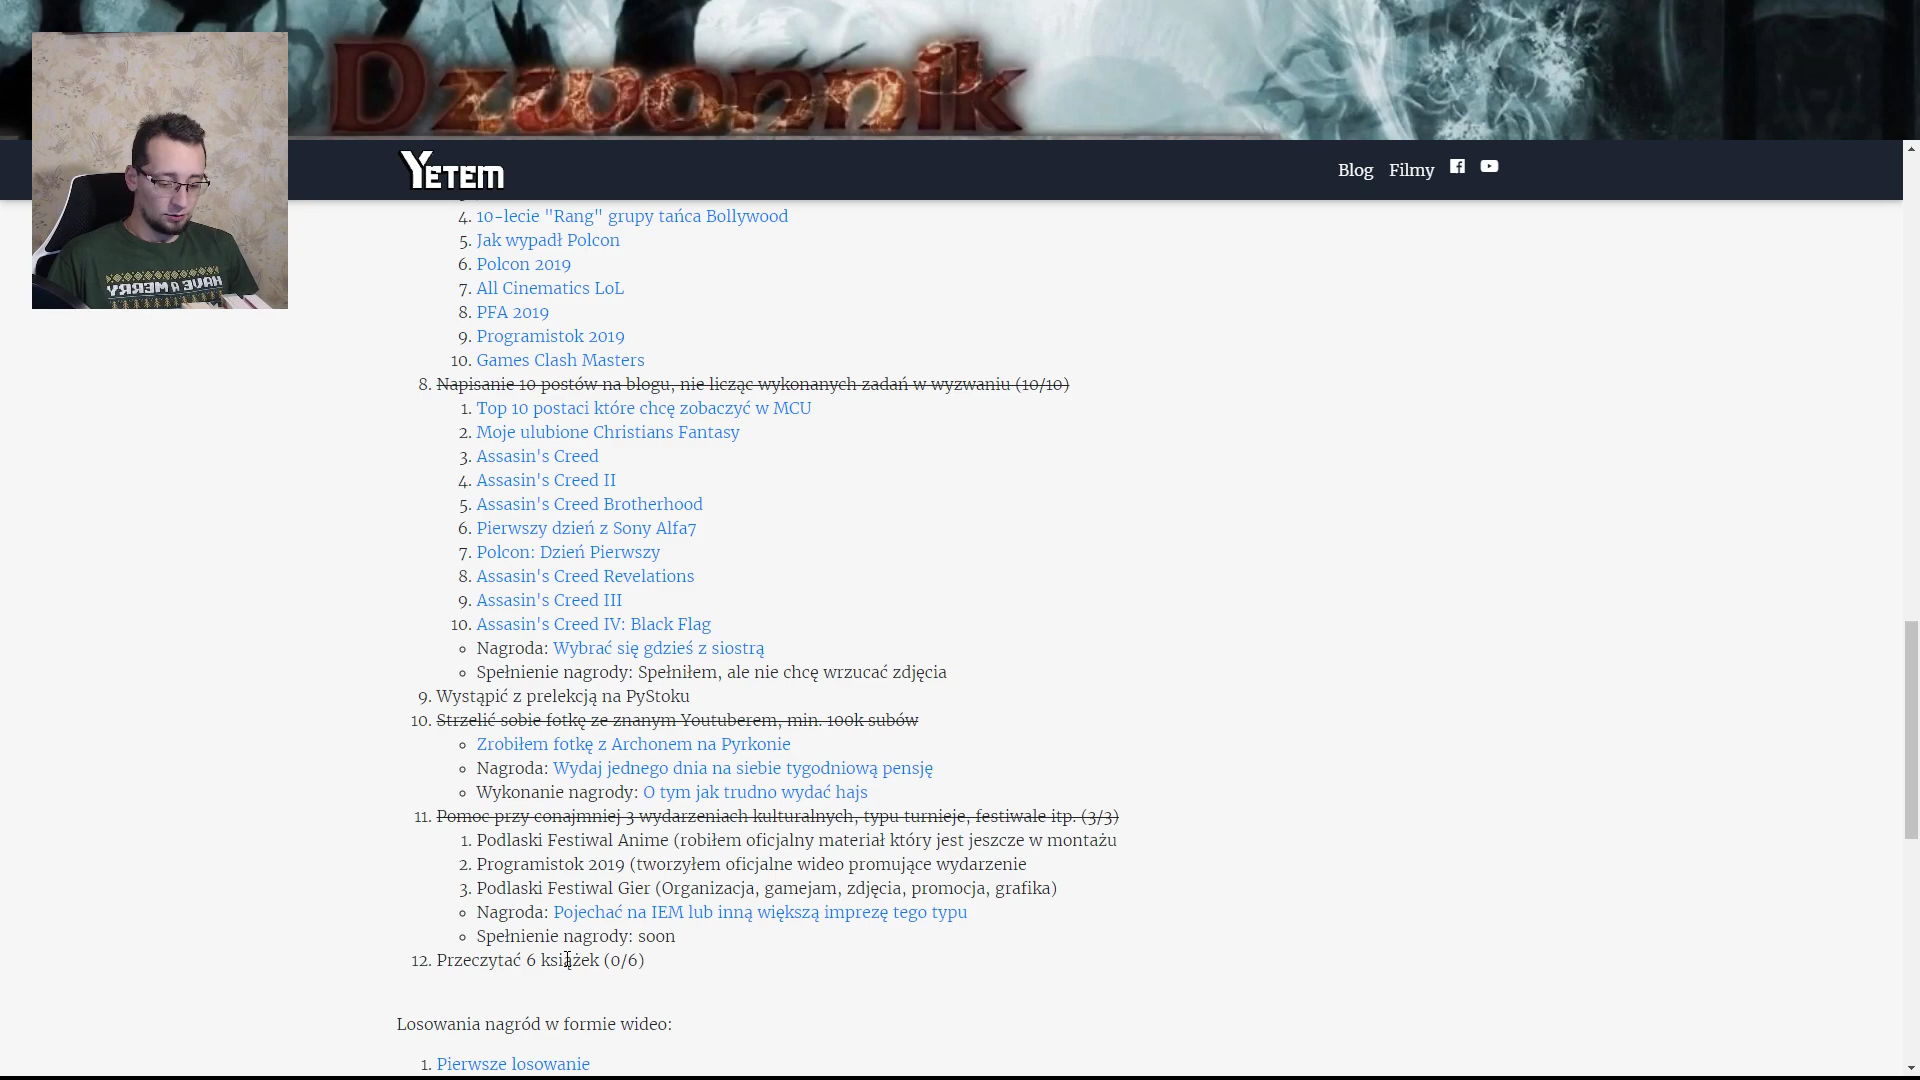 Dzwonnik
HAVE A MERRY
YETEM
Blog Filmy
4. 10-lecie "Rang" grupy tańca Bollywood
5. Jak wypadł Polcon
6. Polcon 2019
7. All Cinematics LoL
8. PFA 2019
9. Programistok 2019
10. Games Clash Masters
8. Napisanie 10 postów na blogu, nie licząc wykonanych zadań w wyzwaniu (10/10)
1. Top 10 postaci które chcę zobaczyć w MCU
2. Moje ulubione Christians Fantasy
3. Assasin's Creed
4. Assasin's Creed II
5. Assasin's Creed Brotherhood
6. Pierwszy dzień z Sony Alfa7
7. Polcon: Dzień Pierwszy
8. Assasin's Creed Revelations
9. Assasin's Creed III
10. Assasin's Creed IV: Black Flag
Nagroda: Wybrać się gdzieś z siostrą
Spełnienie nagrody: Spełniłem, ale nie chcę wrzucać zdjęcia
9. Wystąpić z prelekcją na PyStoku
10. Strzelić sobie fotkę ze znanym Youtuberem, min. 100k subów
Zrobiłem fotkę z Archonem na Pyrkonie
Nagroda: Wydaj jednego dnia na siebie tygodniową pensję
Wykonanie nagrody: O tym jak trudno wydać hajs
11. Pomoc przy conajmniej 3 wydarzeniach kulturalnych, typu turnieje, festiwale itp. (3/3)
1. Podlaski Festiwal Anime (robiłem oficjalny materiał który jest jeszcze w montażu
2. Programistok 2019 (tworzyłem oficjalne wideo promujące wydarzenie
3. Podlaski Festiwal Gier (Organizacja, gamejam, zdjęcia, promocja, grafika)
Nagroda: Pojechać na IEM lub inną większą imprezę tego typu
Spełnienie nagrody: soon
12. Przeczytać 6 książek (0/6)
Losowania nagród w formie wideo:
1. Pierwsze losowanie